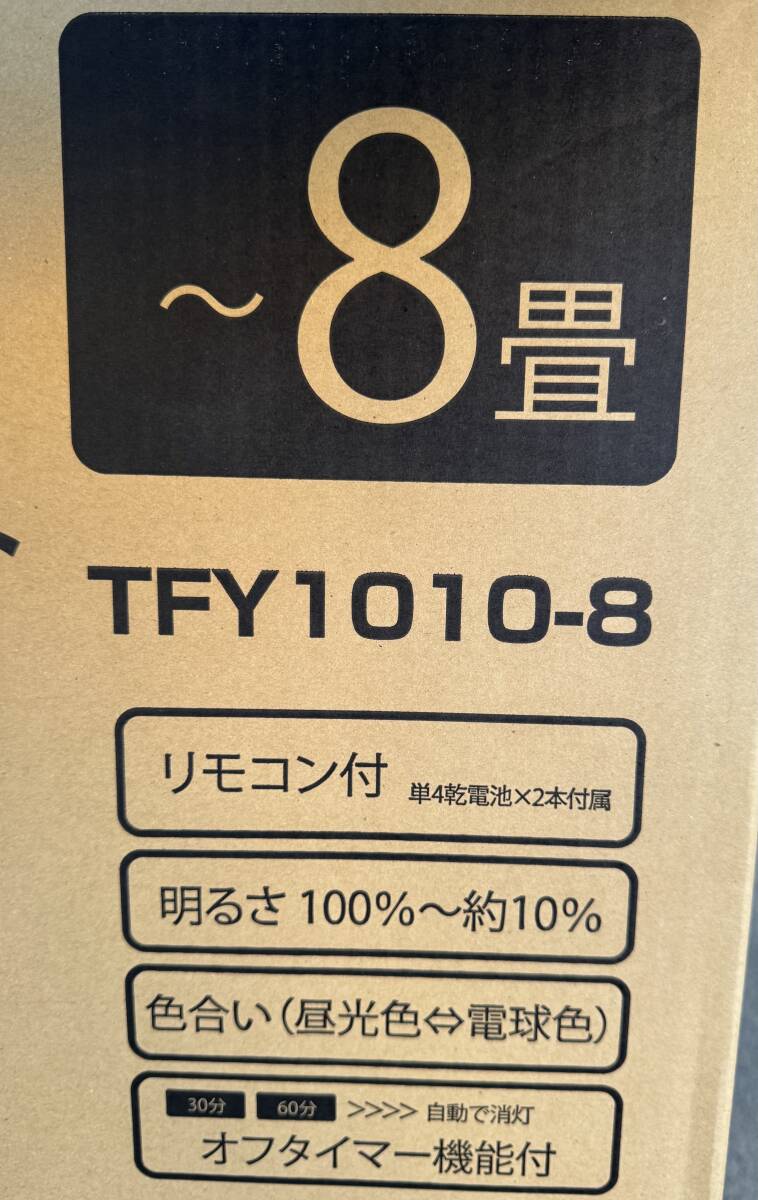 ～8畳
TFY1010-8
リモコン付 単4乾電池×2本付属
明るさ 100%～約10%
色合い（昼光色⇔電球色）
30分 60分 >>>> 自動で消灯
オフタイマー機能付